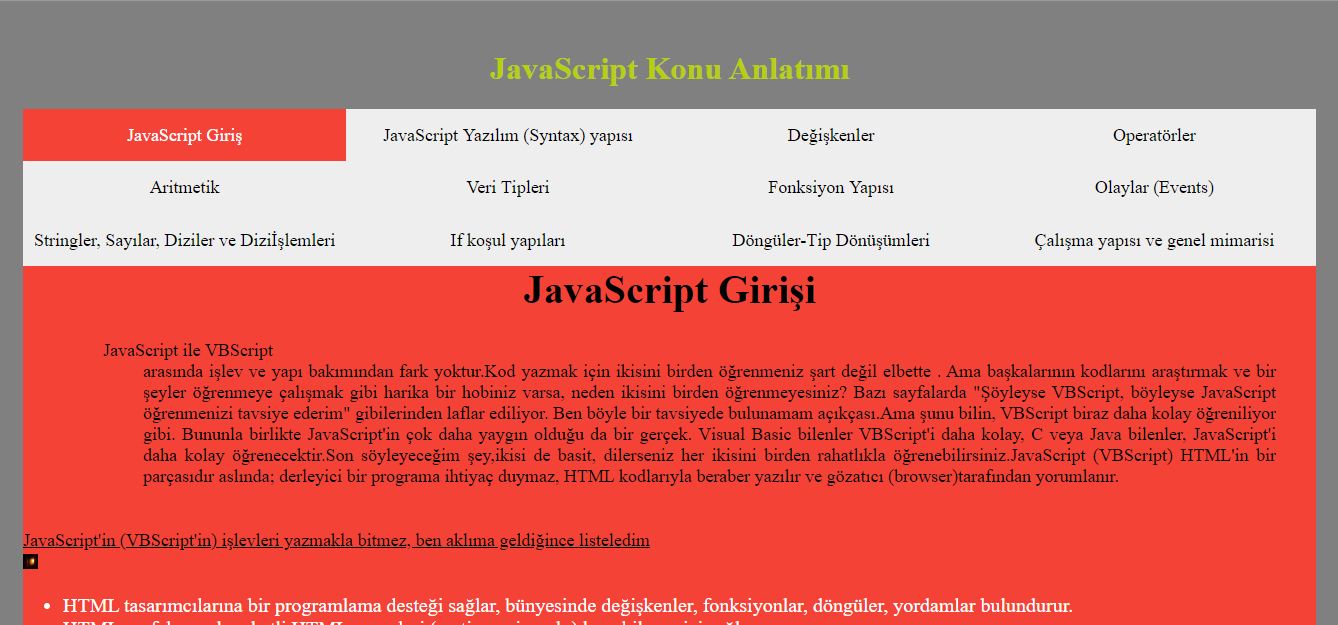 JavaScript Konu Anlatımı
JavaScript Giriş
JavaScript Yazılım (Syntax) yapısı
Değişkenler
Operatörler
Aritmetik
Veri Tipleri
Fonksiyon Yapısı
Olaylar (Events)
Stringler, Sayılar, Diziler ve Diziİşlemleri
If koşul yapıları
Döngüler-Tip Dönüşümleri
Çalışma yapısı ve genel mimarisi
JavaScript Girişi
JavaScript ile VBScript
arasında işlev ve yapı bakımından fark yoktur.Kod yazmak için ikisini birden öğrenmeniz şart değil elbette . Ama başkalarının kodlarını araştırmak ve bir
şeyler öğrenmeye çalışmak gibi harika bir hobiniz varsa, neden ikisini birden öğrenmeyesiniz? Bazı sayfalarda "Şöyleyse VBScript, böyleyse JavaScript
öğrenmenizi tavsiye ederim" gibilerinden laflar ediliyor. Ben böyle bir tavsiyede bulunamam açıkçası.Ama şunu bilin, VBScript biraz daha kolay öğreniliyor
gibi. Bununla birlikte JavaScript'in çok daha yaygın olduğu da bir gerçek. Visual Basic bilenler VBScript'i daha kolay, C veya Java bilenler, JavaScript'i
daha kolay öğrenecektir.Son söyleyeceğim şey,ikisi de basit, dilerseniz her ikisini birden rahatlıkla öğrenebilirsiniz.JavaScript (VBScript) HTML'in bir
parçasıdır aslında; derleyici bir programa ihtiyaç duymaz, HTML kodlarıyla beraber yazılır ve gözatıcı (browser)tarafından yorumlanır.
JavaScript'in (VBScript'in) işlevleri yazmakla bitmez, ben aklıma geldiğince listeledim
HTML tasarımcılarına bir programlama desteği sağlar, bünyesinde değişkenler, fonksiyonlar, döngüler, yordamlar bulundurur.